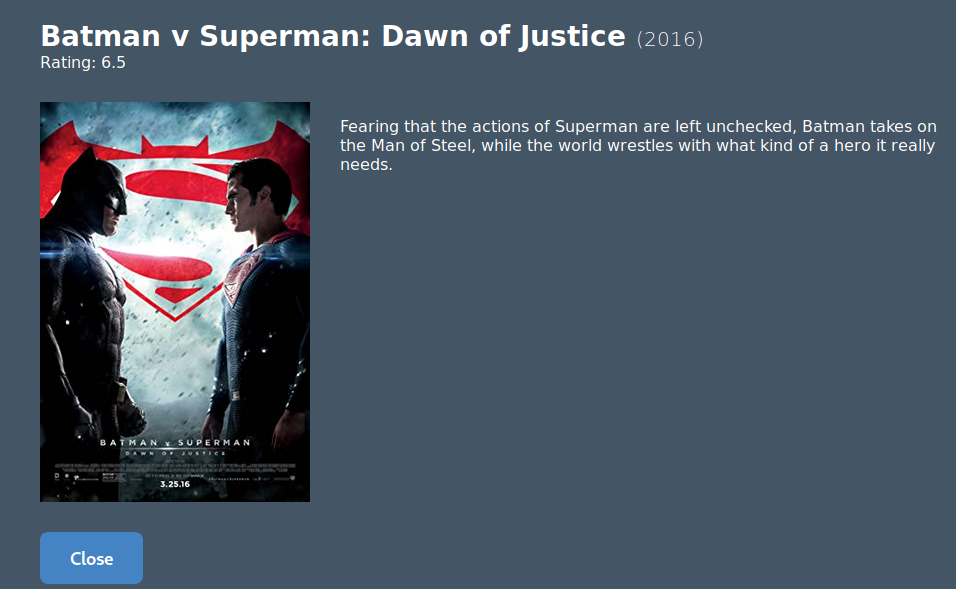 Batman v Superman: Dawn of Justice (2016)
Rating: 6.5
Fearing that the actions of Superman are left unchecked, Batman takes on
the Man of Steel, while the world wrestles with what kind of a hero it really
needs.
BATMAN v SUPERMAN
DAWN OF JUSTICE
3.25.16
Close